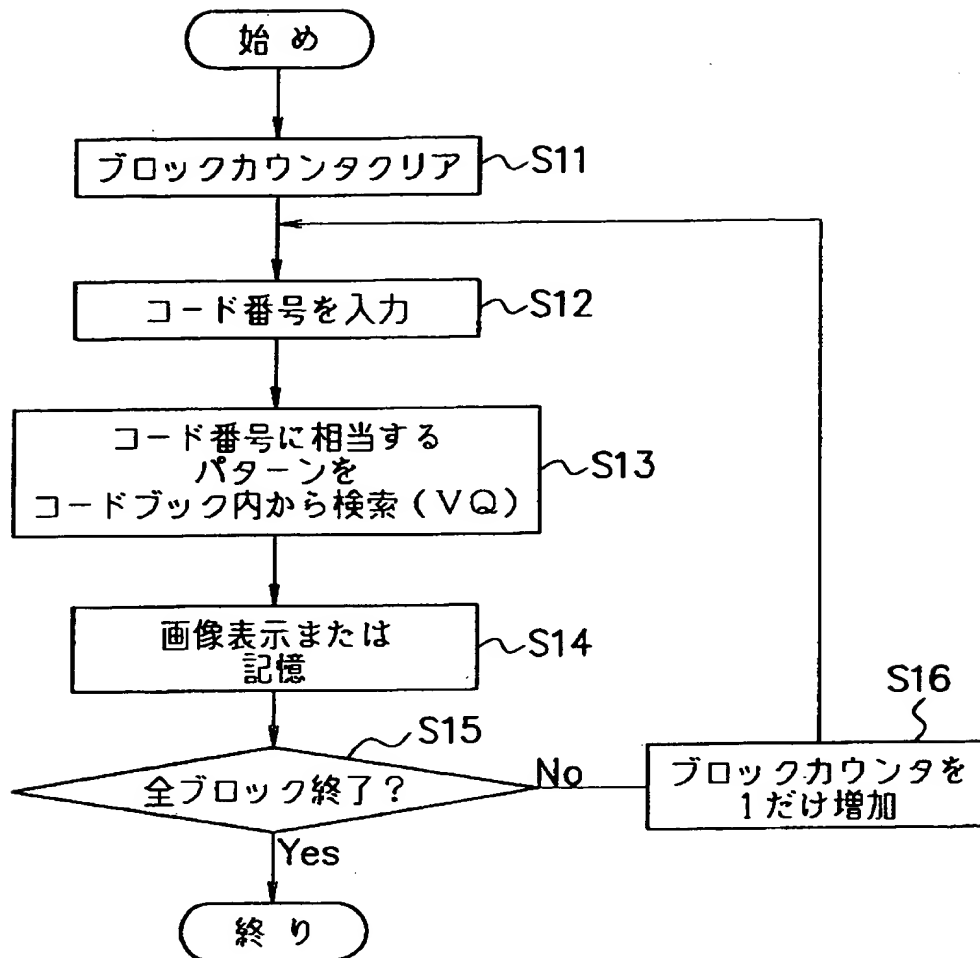 始め
ブロックカウンタクリア
S11
コード番号を入力
S12
コード番号に相当する
パターンを
コードブック内から検索(VQ)
S13
画像表示または
記憶
S14
S15
全ブロック終了?
No
S16
ブロックカウンタを
1だけ増加
Yes
終り